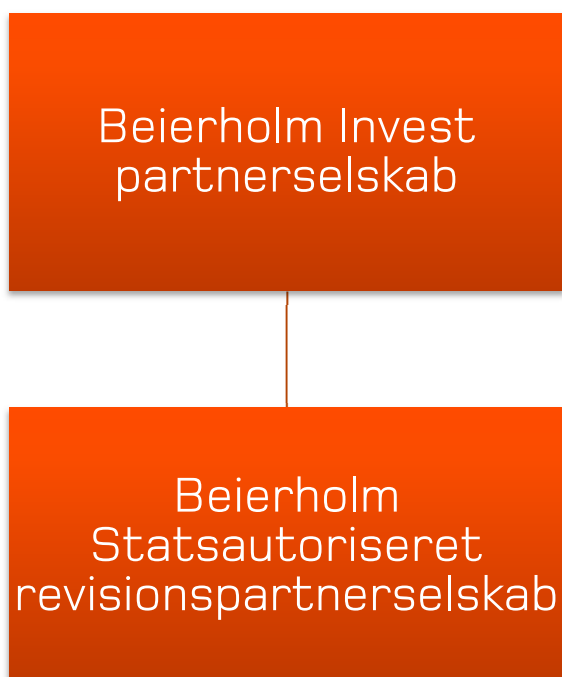 Beierholm Invest
partnerselskab
Beierholm
Statsautoriseret
revisionspartnerselskab